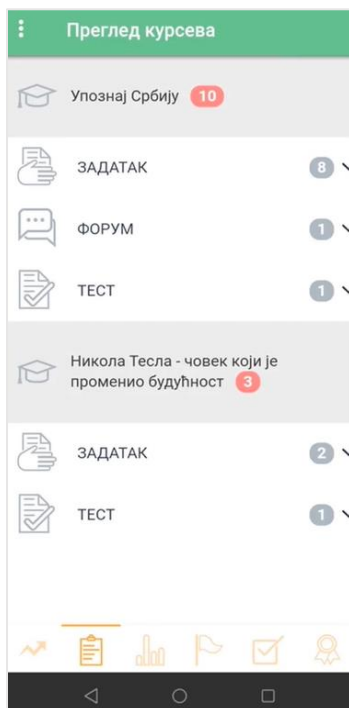 Преглед курсева
Упознај Србију 10
ЗАДАТАК 8
ФОРУМ 1
ТЕСТ 1
Никола Тесла - човек који је
променио будућност 3
ЗАДАТАК 2
ТЕСТ 1